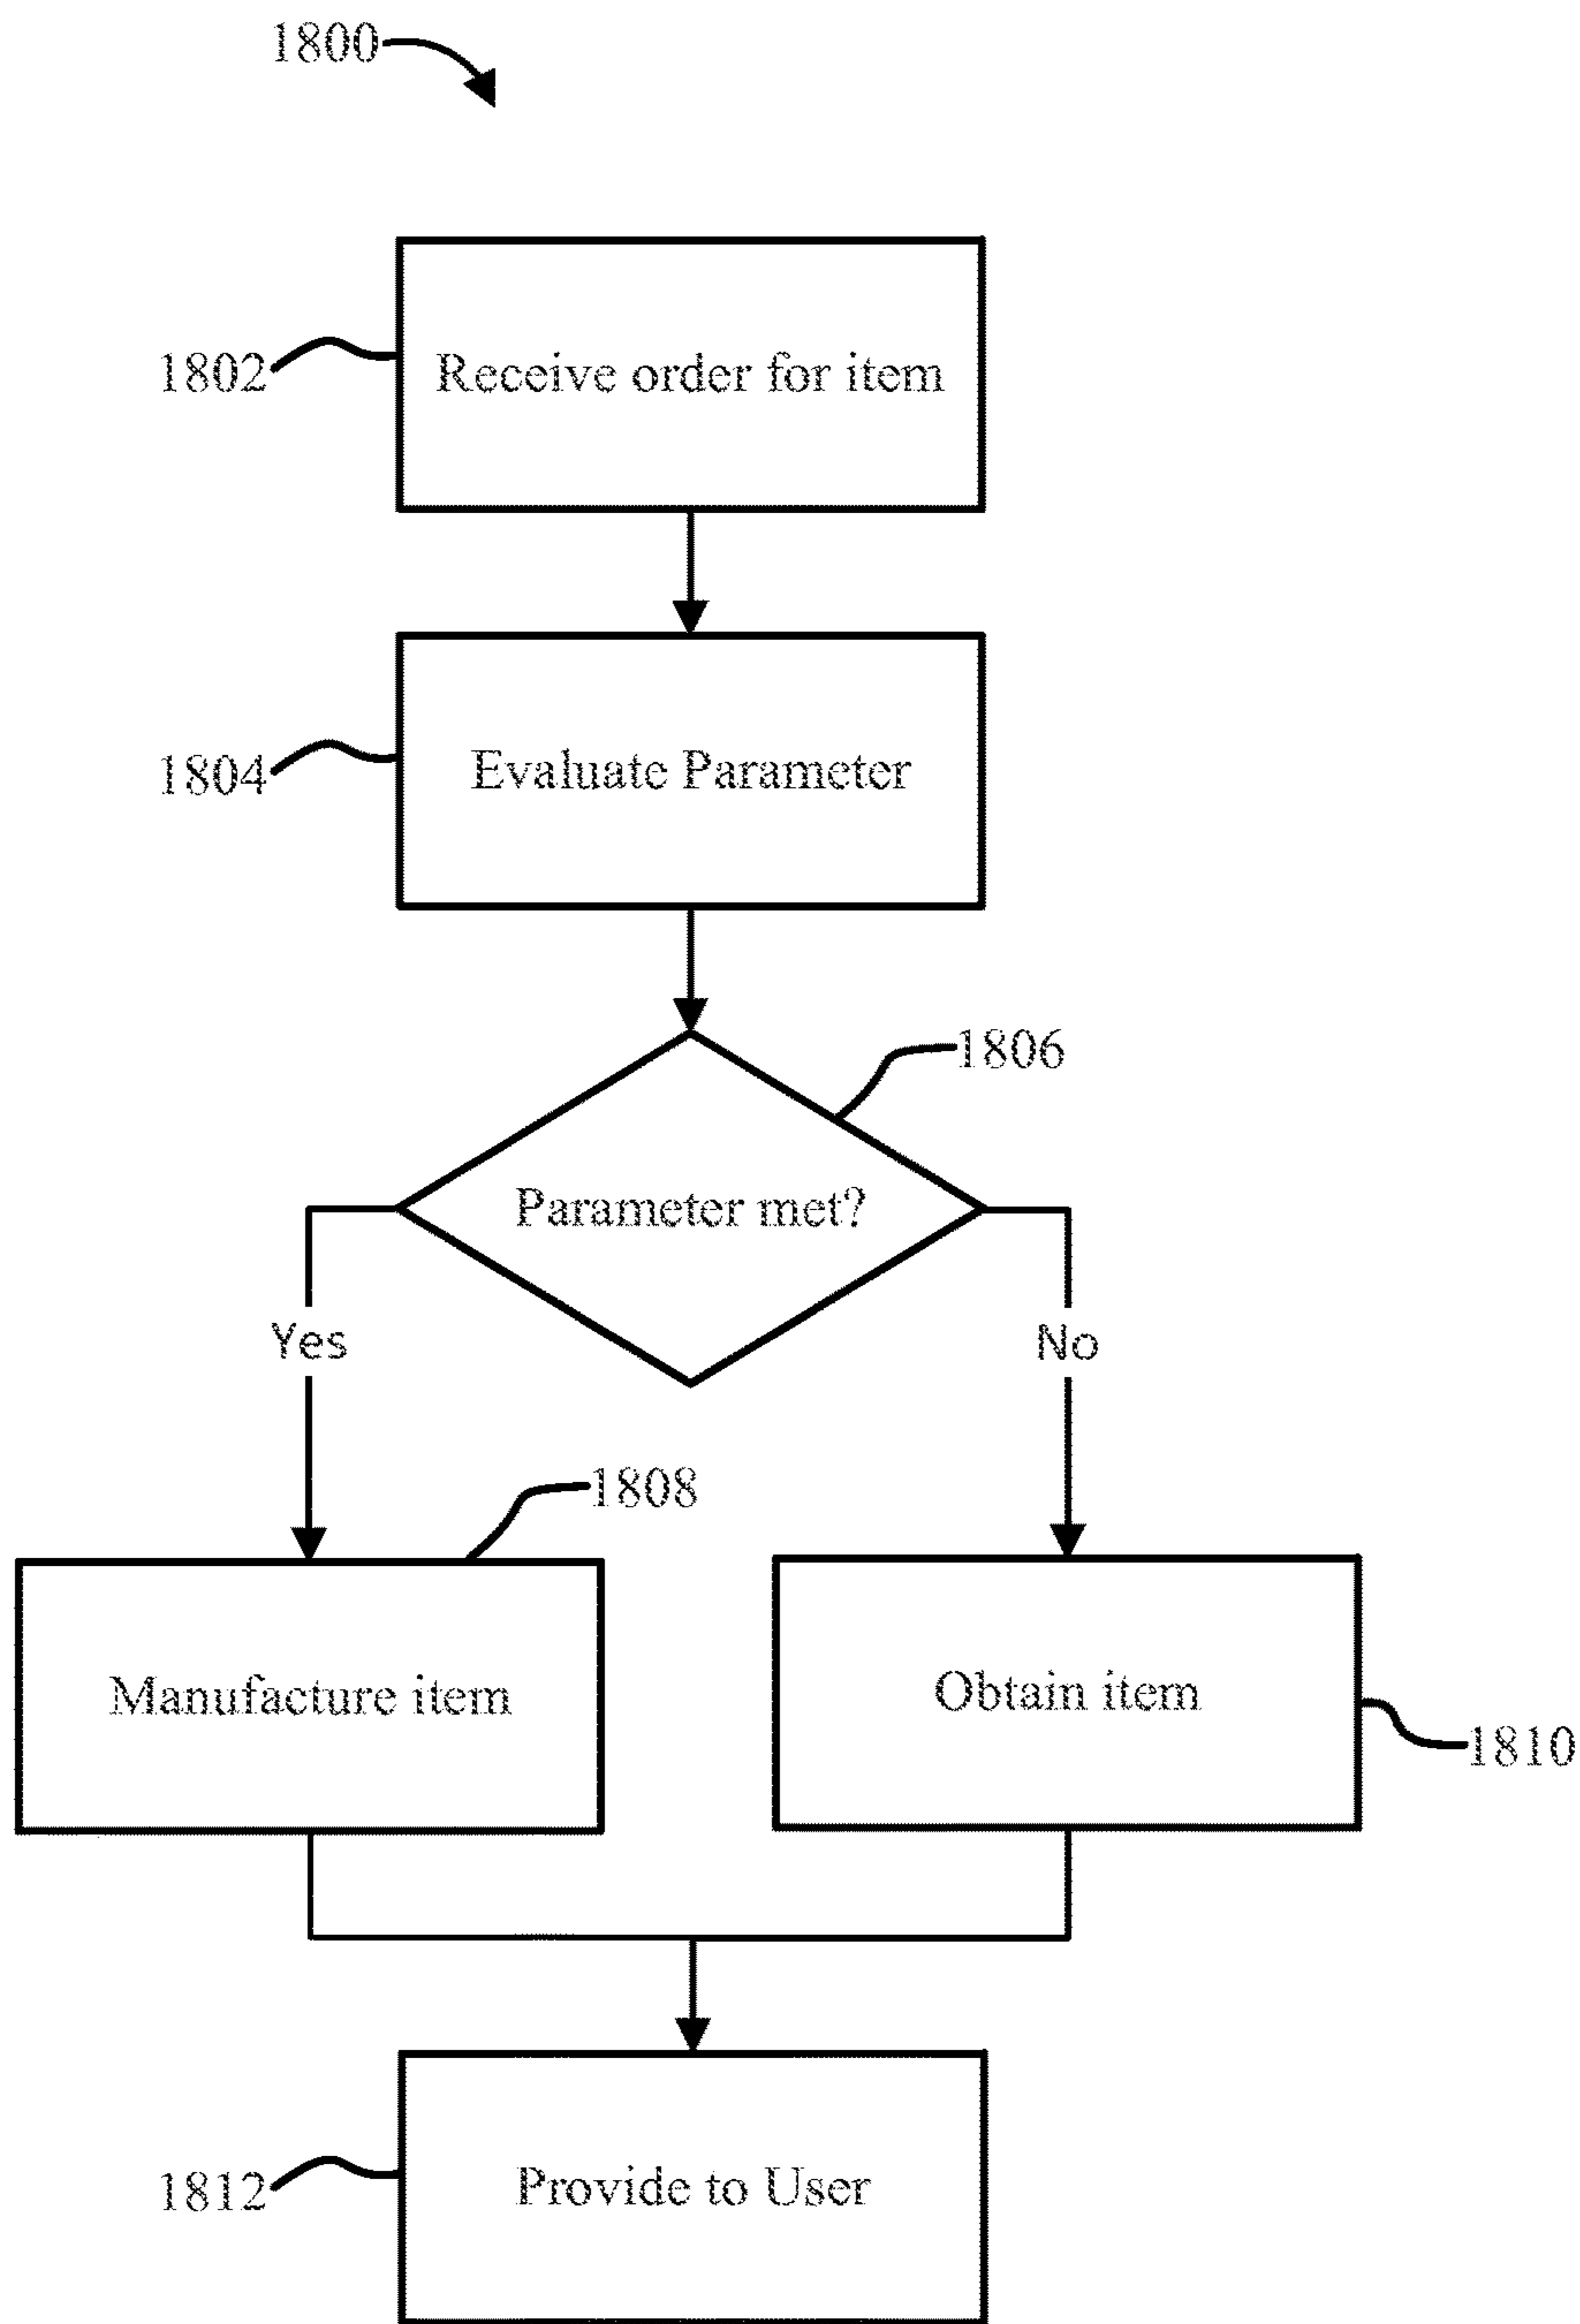 1800
1802
Receive order for item
1804
Evaluate Parameter
1806
Parameter met?
Yes
No
1808
Manufacture item
Obtain item
1810
1812
Provide to User